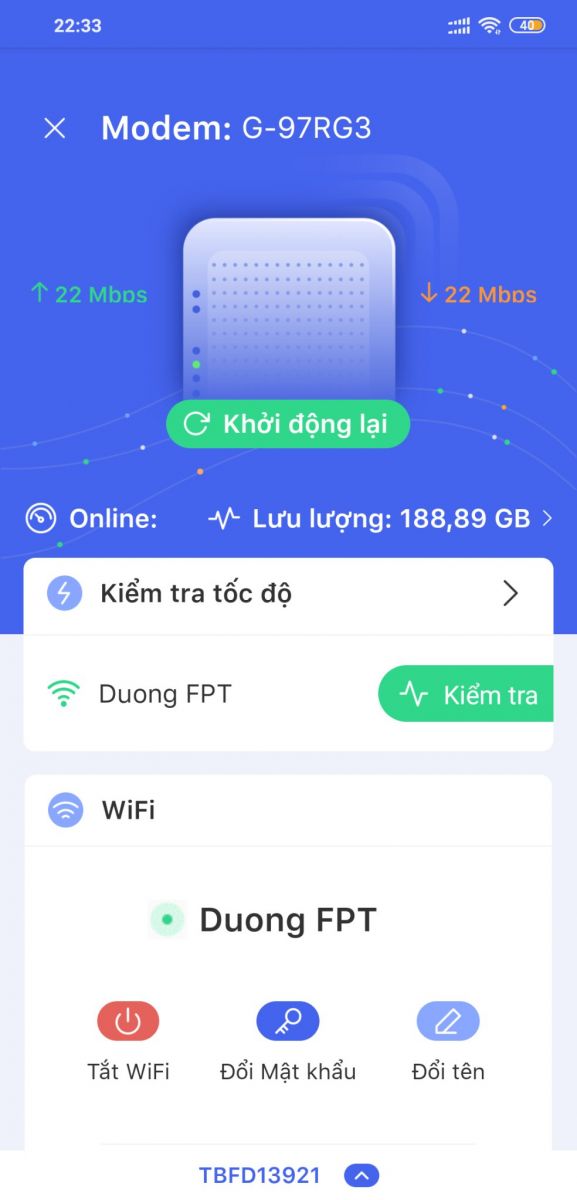 22:33
40
Modem: G-97RG3
22 Mbps
22 Mbps
Khởi động lại
Online:
Lưu lượng: 188,89 GB
Kiểm tra tốc độ
Duong FPT
Kiểm tra
WiFi
Duong FPT
Tắt WiFi
Đổi Mật khẩu
Đổi tên
TBFD13921